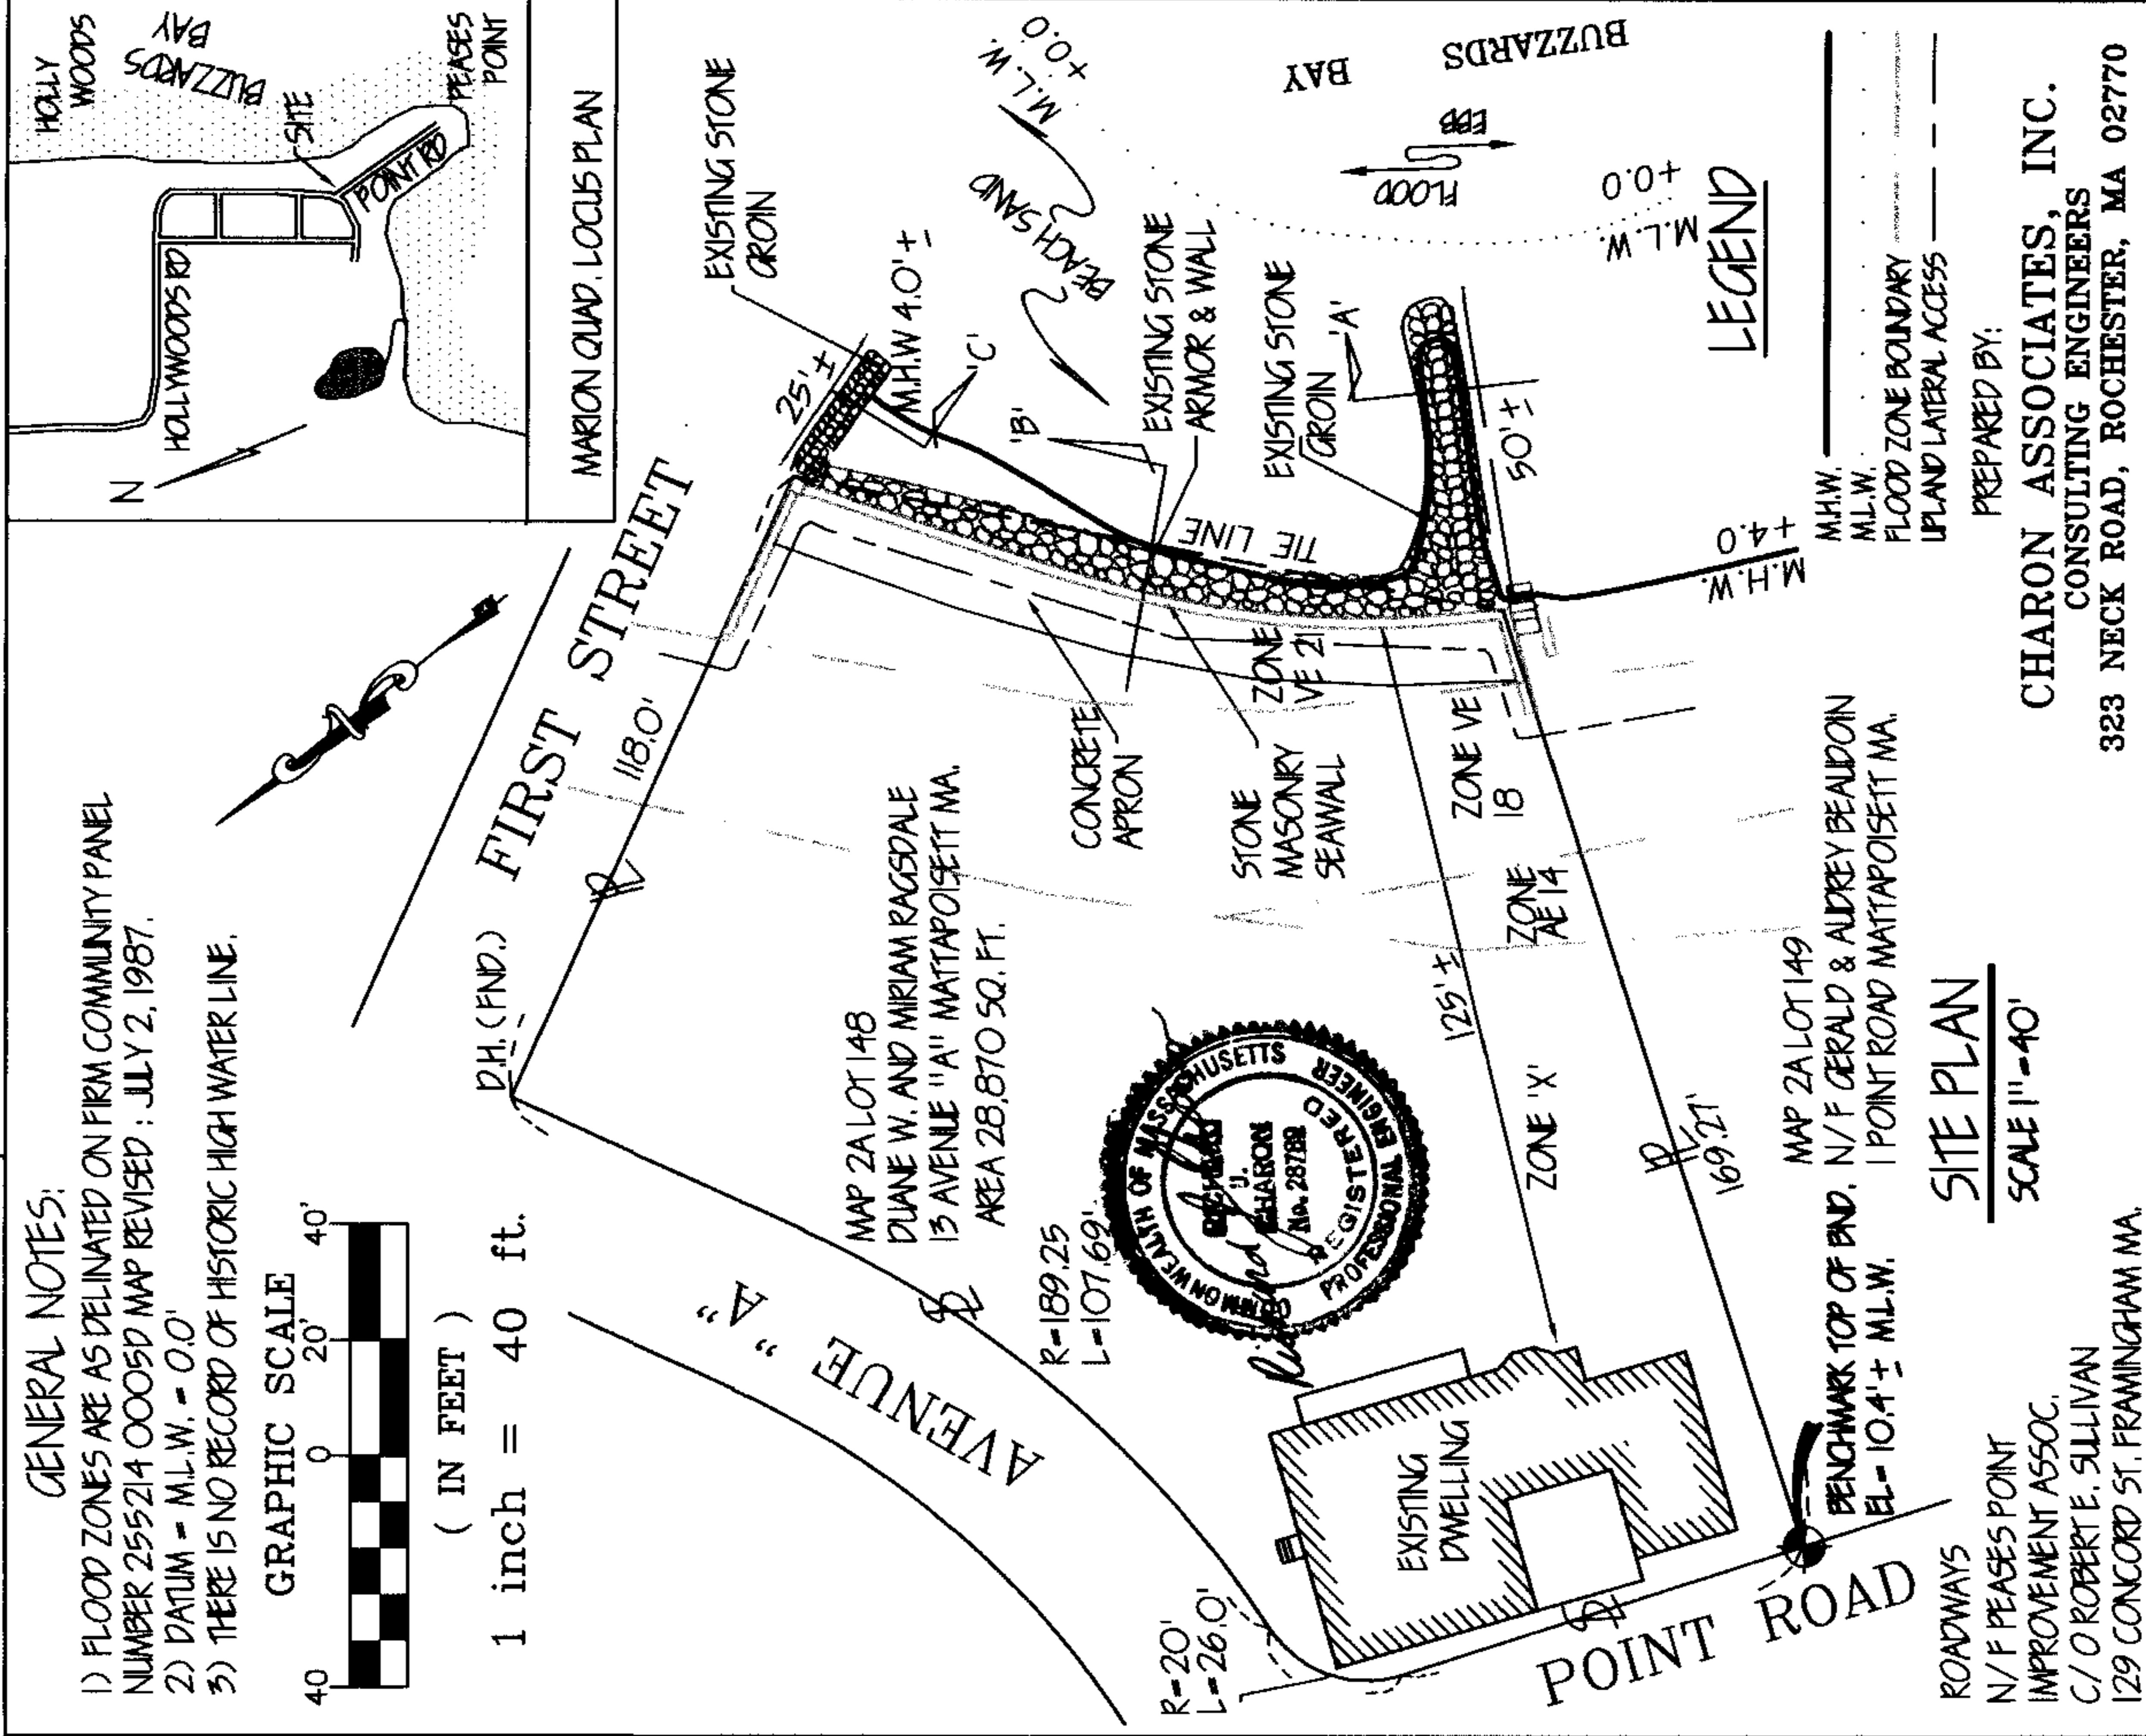 GENERAL NOTES:
1) FLOOD ZONES ARE AS DELINATED ON FIRM COMMUNITY PANEL
NUMBER 255214 0005D MAP REVISED : JULY 2, 1987.
2) DATUM = M.L.W. = 0.0'
3) THERE IS NO RECORD OF HISTORIC HIGH WATER LINE.
GRAPHIC SCALE
40 0 20' 40'
( IN FEET )
1 inch = 40 ft.
N
HOLLYWOODS RD
HOLLY
WOODS
BUZZARDS
BAY
SITE
POINT RD
PEASES
POINT
MARION QUAD. LOCUS PLAN
FIRST STREET
D.H. (FND.)
118.0'
25' ±
EXISTING STONE
GROIN
M.H.W 4.0' ±
'C'
'B'
BEACH SAND
M.L.W.
+0.0
EXISTING STONE
ARMOR & WALL
TIE LINE
EXISTING STONE
GROIN
'A'
50' ±
BUZZARDS BAY
FLOOD
EBB
M.L.W.
+0.0
M.H.W.
+4.0
MAP 2A LOT 148
DUANE W. AND MIRIAM RAGSDALE
13 AVENUE "A" MATTAPOISETT MA.
AREA 28,870 SQ. FT.
CONCRETE
APRON
STONE
MASONRY
SEAWALL
ZONE
VE 21
ZONE VE
18
ZONE
AE 14
ZONE 'X'
125' ±
169.27'
AVENUE "A"
R=189.25
L=107.69'
COMMONWEALTH OF MASSACHUSETTS
J.
CHARON
No. 28769
REGISTERED
PROFESSIONAL ENGINEER
EXISTING
DWELLING
R=20'
L=26.0'
POINT ROAD
BENCHMARK TOP OF BND.
EL= 10.4' ± M.L.W.
MAP 2A LOT 149
N/F GERALD & AUDREY BEAUDOIN
1 POINT ROAD MATTAPOISETT MA.
ROADWAYS
N/F PEASES POINT
IMPROVEMENT ASSOC.
C/O ROBERT E. SULLIVAN
129 CONCORD ST. FRAMINGHAM MA.
SITE PLAN
SCALE 1"=40'
LEGEND
M.H.W.
M.L.W.
FLOOD ZONE BOUNDARY
UPLAND LATERAL ACCESS
PREPARED BY:
CHARON ASSOCIATES, INC.
CONSULTING ENGINEERS
323 NECK ROAD, ROCHESTER, MA 02770